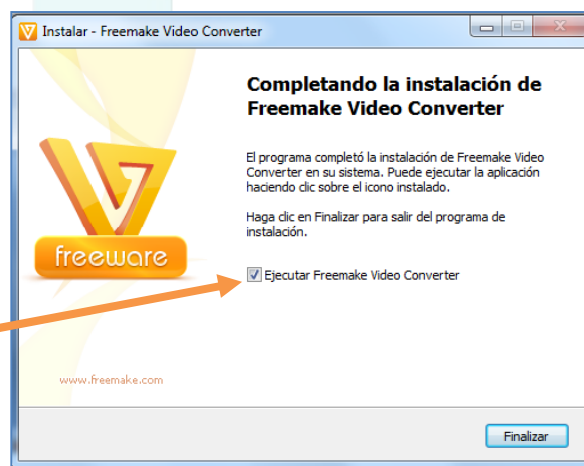 Instalar - Freemake Video Converter
Completando la instalación de
Freemake Video Converter
El programa completó la instalación de Freemake Video
Converter en su sistema. Puede ejecutar la aplicación
haciendo clic sobre el icono instalado.
Haga clic en Finalizar para salir del programa de
instalación.
freeware
Ejecutar Freemake Video Converter
www.freemake.com
Finalizar